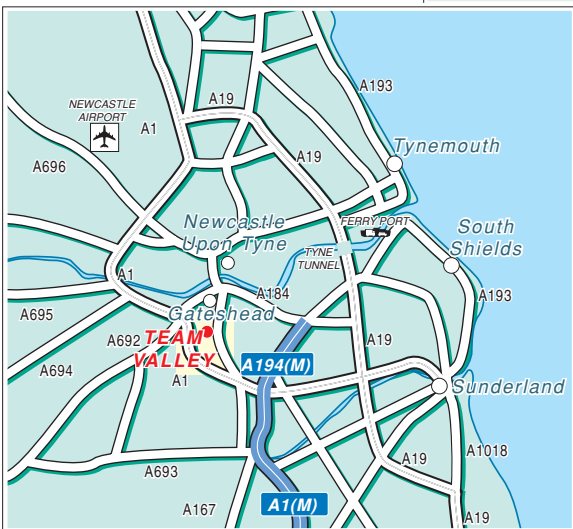 A193
NEWCASTLE
AIRPORT
A19
A1
A19
Tynemouth
A696
Newcastle
Upon Tyne
FERRY PORT
South
Shields
TYNE
TUNNEL
A1
A184
A193
A695
Gateshead
A692
TEAM
VALLEY
A19
A694
A194(M)
A1
Sunderland
A1018
A19
A693
A167
A1(M)
A19